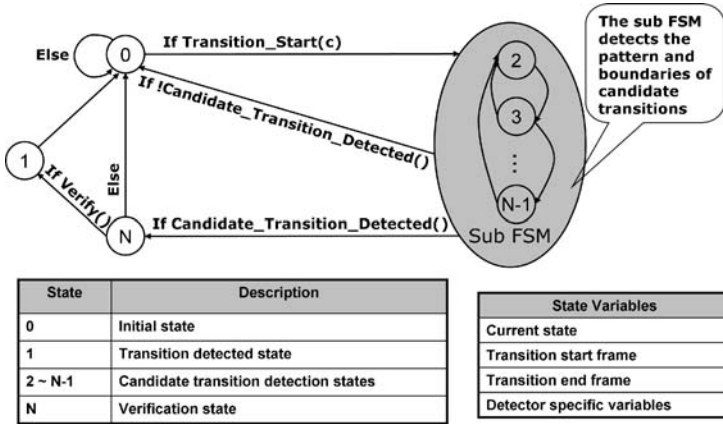 Else
0
If Transition_Start(c)
If !Candidate_Transition_Detected()
1
If Verify()
Else
N
If Candidate_Transition_Detected()
2
3
⋮
N-1
Sub FSM
The sub FSM
detects the
pattern and
boundaries of
candidate
transitions
State Description
0 Initial state
1 Transition detected state
2 ~ N-1 Candidate transition detection states
N Verification state
State Variables
Current state
Transition start frame
Transition end frame
Detector specific variables